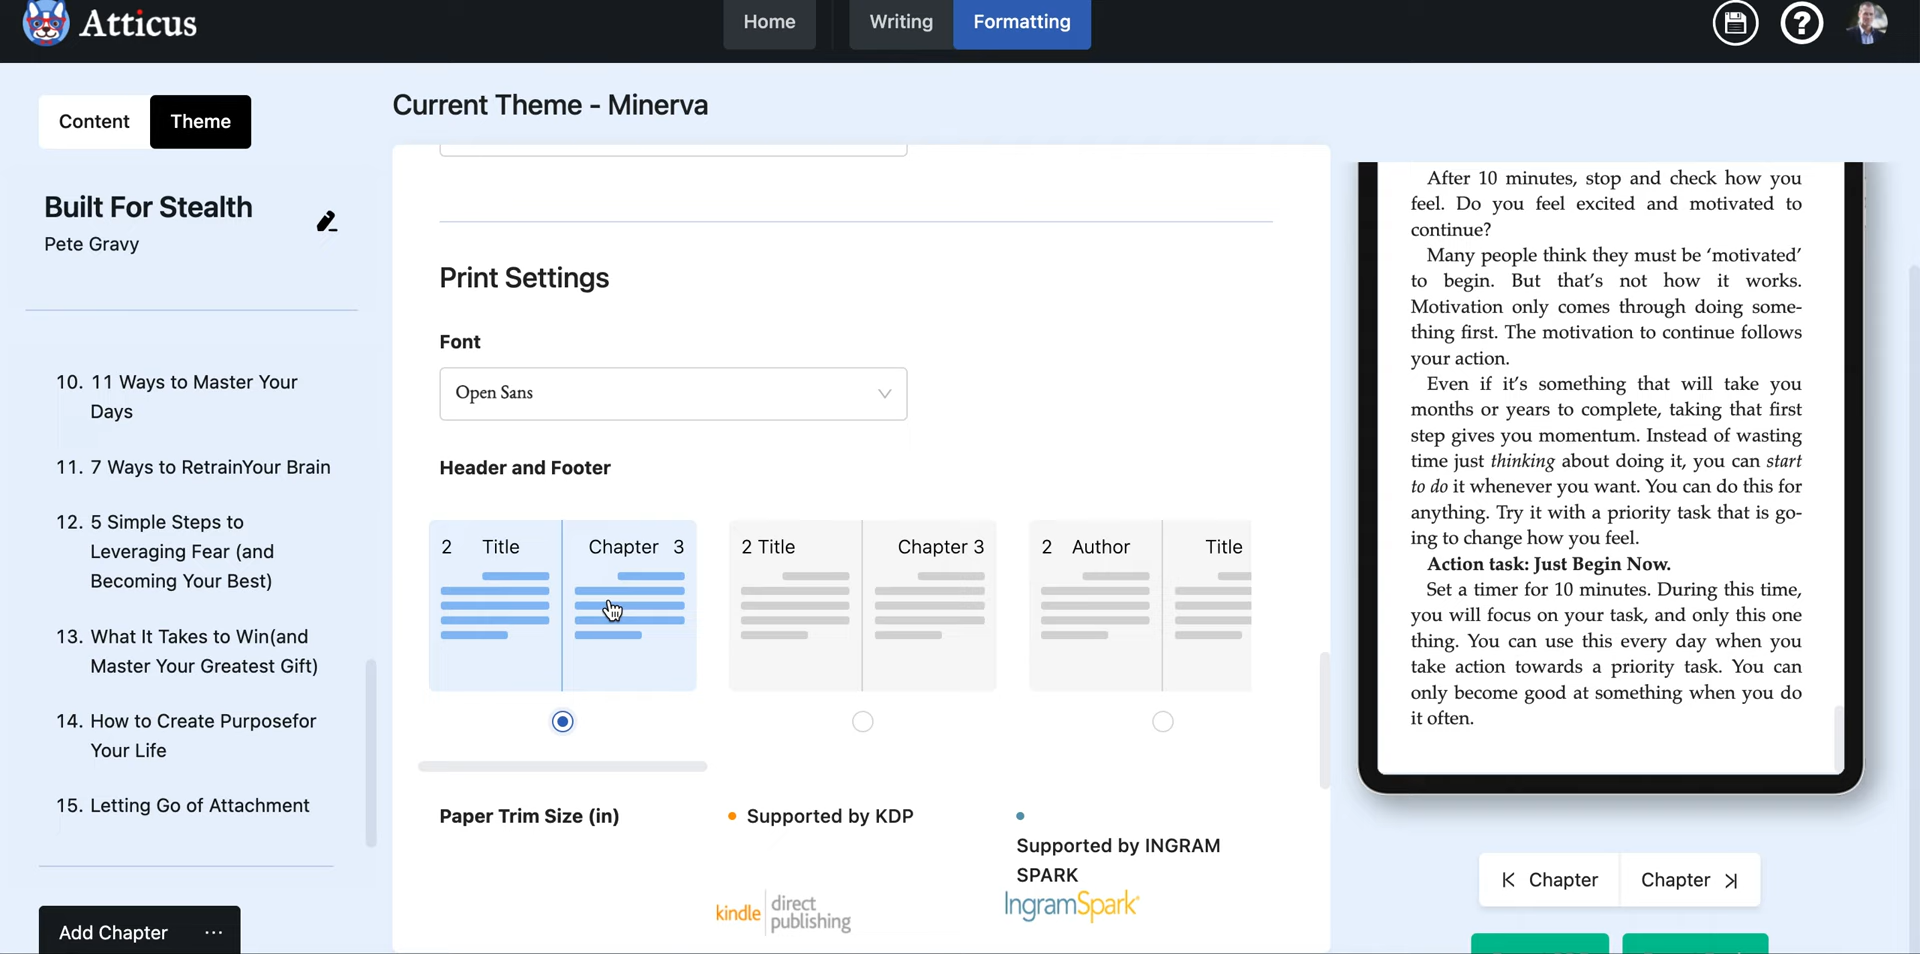 Atticus
Home
Writing
Formatting
Content
Theme
Current Theme - Minerva
Built For Stealth
Pete Gravy
10. 11 Ways to Master Your
Days
11. 7 Ways to RetrainYour Brain
12. 5 Simple Steps to
Leveraging Fear (and
Becoming Your Best)
13. What It Takes to Win(and
Master Your Greatest Gift)
14. How to Create Purposefor
Your Life
15. Letting Go of Attachment
Add Chapter ...
Print Settings
Font
Open Sans
Header and Footer
2 Title Chapter 3
2 Title Chapter 3
2 Author Title
Paper Trim Size (in)
Supported by KDP
kindle direct
publishing
Supported by INGRAM
SPARK
IngramSpark
After 10 minutes, stop and check how you
feel. Do you feel excited and motivated to
continue?
Many people think they must be ‘motivated’
to begin. But that’s not how it works.
Motivation only comes through doing some-
thing first. The motivation to continue follows
your action.
Even if it’s something that will take you
months or years to complete, taking that first
step gives you momentum. Instead of wasting
time just thinking about doing it, you can start
to do it whenever you want. You can do this for
anything. Try it with a priority task that is go-
ing to change how you feel.
Action task: Just Begin Now.
Set a timer for 10 minutes. During this time,
you will focus on your task, and only this one
thing. You can use this every day when you
take action towards a priority task. You can
only become good at something when you do
it often.
Chapter
Chapter